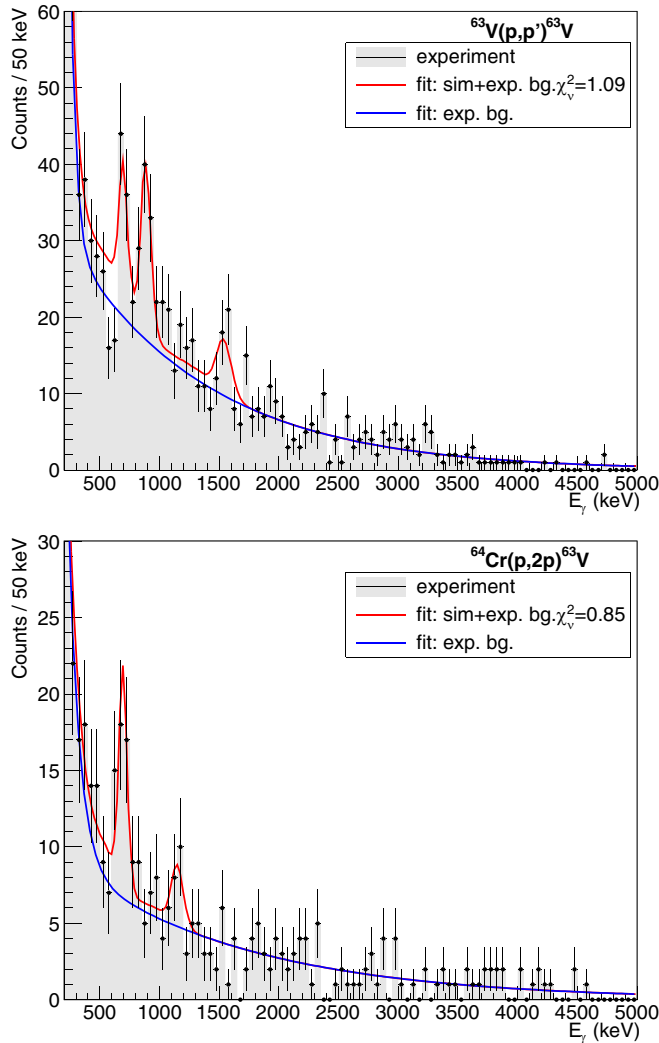 ⁶³V(p,p')⁶³V
experiment
fit: sim+exp. bg.χ²ᵥ=1.09
fit: exp. bg.
Counts / 50 keV
60
50
40
30
20
10
0
500 1000 1500 2000 2500 3000 3500 4000 4500 5000
E_γ (keV)
⁶⁴Cr(p,2p)⁶³V
experiment
fit: sim+exp. bg.χ²ᵥ=0.85
fit: exp. bg.
Counts / 50 keV
30
25
20
15
10
5
0
500 1000 1500 2000 2500 3000 3500 4000 4500 5000
E_γ (keV)